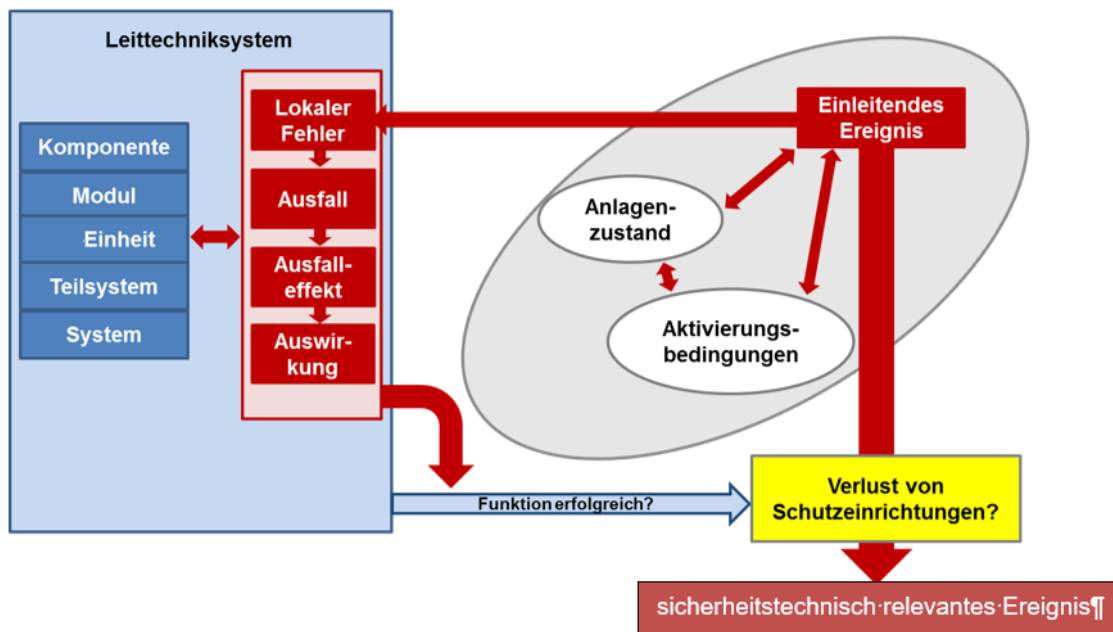 Leittechniksystem
Komponente
Modul
Einheit
Teilsystem
System
Lokaler
Fehler
Ausfall
Ausfall-
effekt
Auswir-
kung
Einleitendes
Ereignis
Anlagen-
zustand
Aktivierungs-
bedingungen
Funktion erfolgreich?
Verlust von
Schutzeinrichtungen?
sicherheitstechnisch·relevantes·Ereignis¶